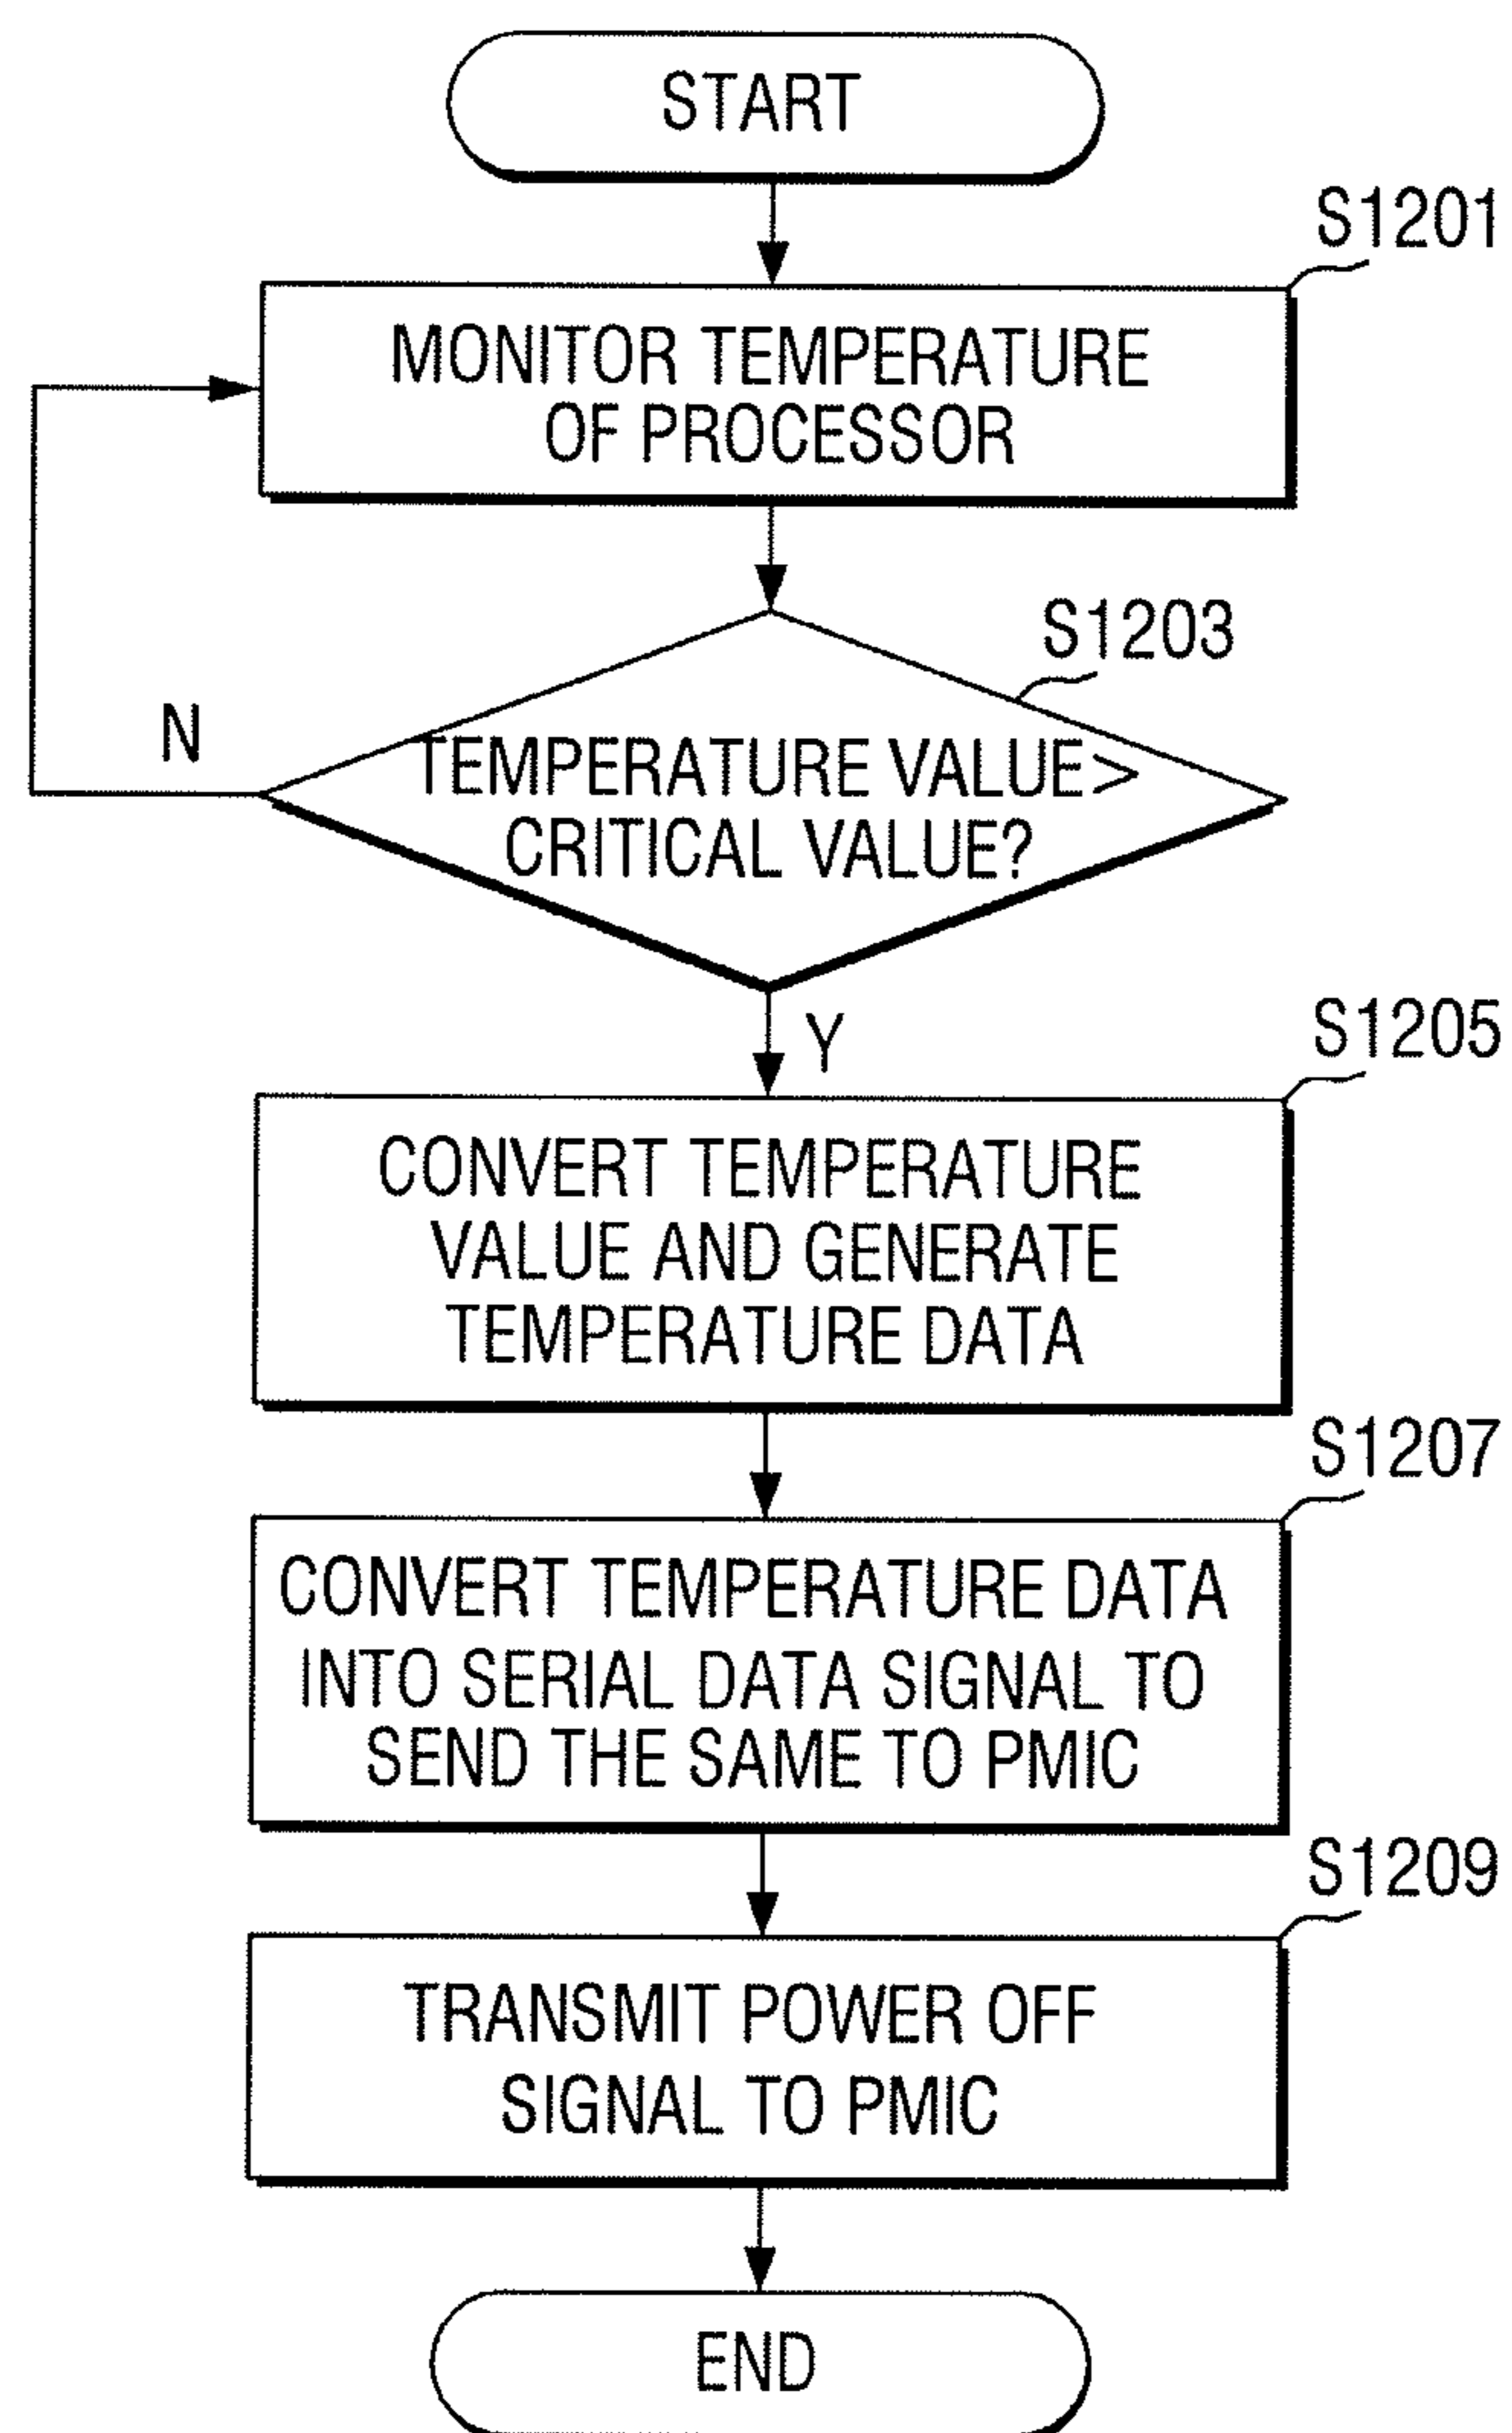 START
S1201
MONITOR TEMPERATURE
OF PROCESSOR
S1203
N
TEMPERATURE VALUE>
CRITICAL VALUE?
Y
S1205
CONVERT TEMPERATURE
VALUE AND GENERATE
TEMPERATURE DATA
S1207
CONVERT TEMPERATURE DATA
INTO SERIAL DATA SIGNAL TO
SEND THE SAME TO PMIC
S1209
TRANSMIT POWER OFF
SIGNAL TO PMIC
END